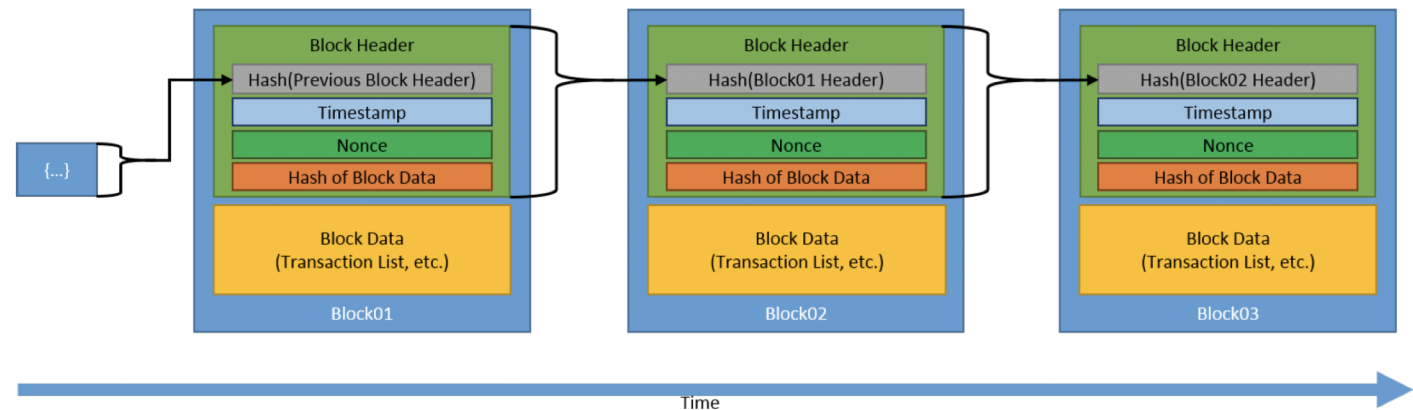 {...}
Block Header
Hash(Previous Block Header)
Timestamp
Nonce
Hash of Block Data
Block Data
(Transaction List, etc.)
Block01
Block Header
Hash(Block01 Header)
Timestamp
Nonce
Hash of Block Data
Block Data
(Transaction List, etc.)
Block02
Block Header
Hash(Block02 Header)
Timestamp
Nonce
Hash of Block Data
Block Data
(Transaction List, etc.)
Block03
Time